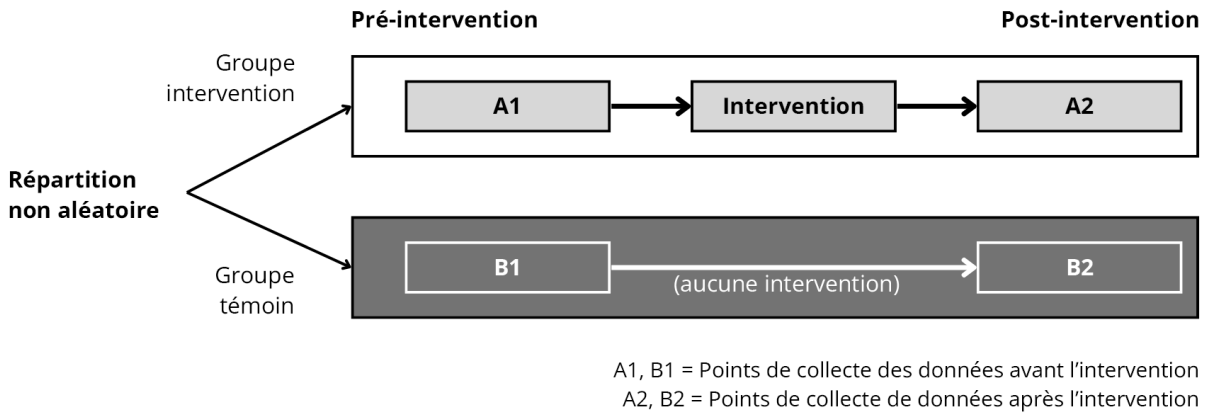 Pré-intervention
Post-intervention
Groupe
intervention
A1
Intervention
A2
Répartition
non aléatoire
Groupe
témoin
B1
(aucune intervention)
B2
A1, B1 = Points de collecte des données avant l’intervention
A2, B2 = Points de collecte de données après l’intervention